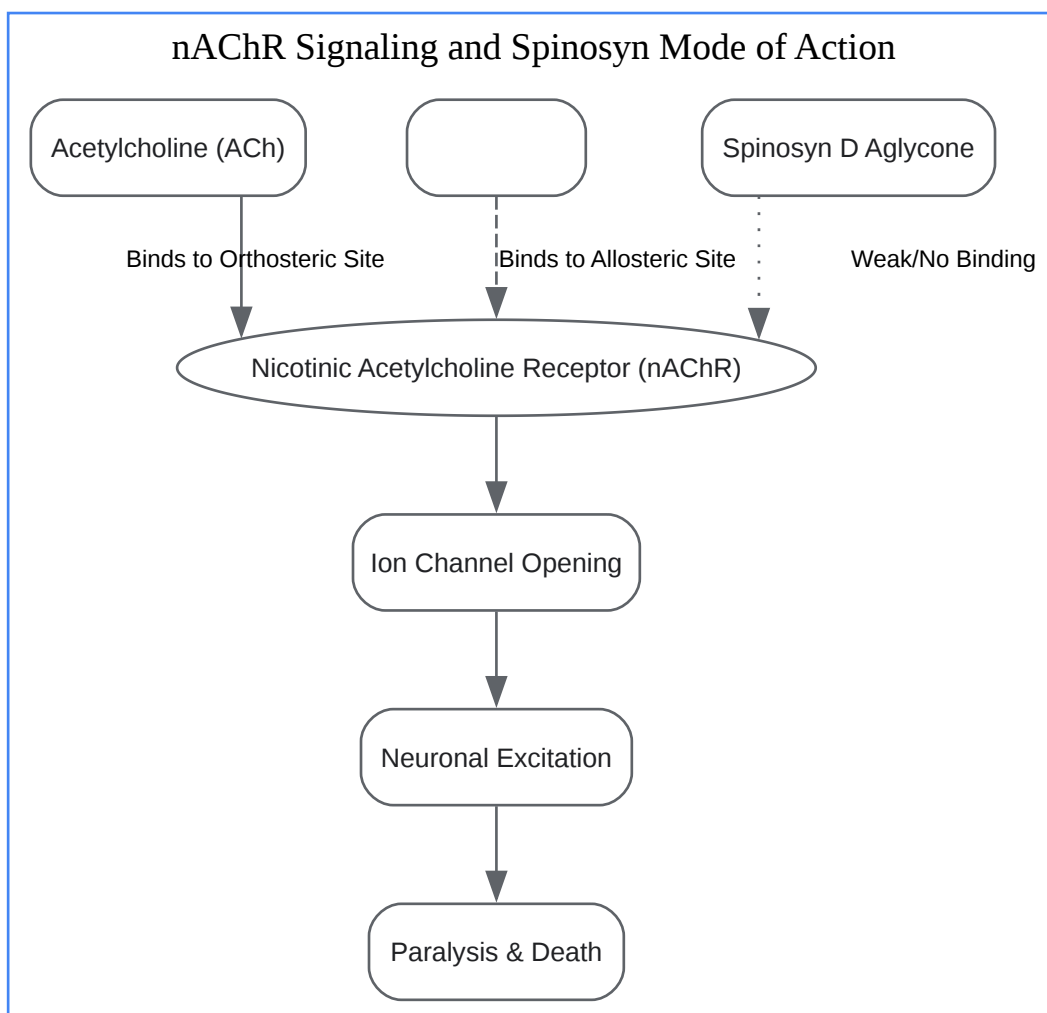 nAChR Signaling and Spinosyn Mode of Action
Acetylcholine (ACh)
Spinosyn D Aglycone
Binds to Orthosteric Site
Binds to Allosteric Site
Weak/No Binding
Nicotinic Acetylcholine Receptor (nAChR)
Ion Channel Opening
Neuronal Excitation
Paralysis & Death